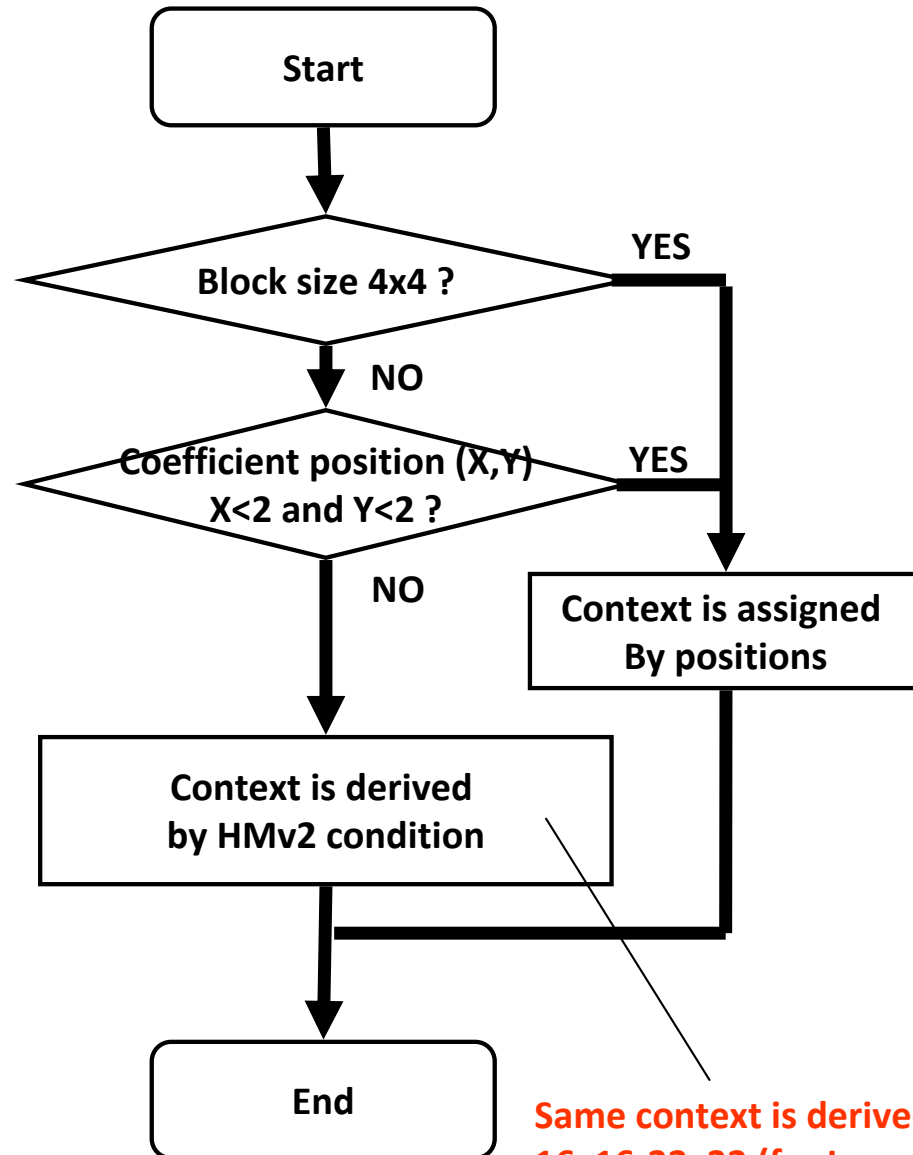 Start
Block size 4x4 ?
YES
NO
Coefficient position (X,Y)
X<2 and Y<2 ?
YES
NO
Context is assigned
By positions
Context is derived
by HMv2 condition
End
Same context is derive